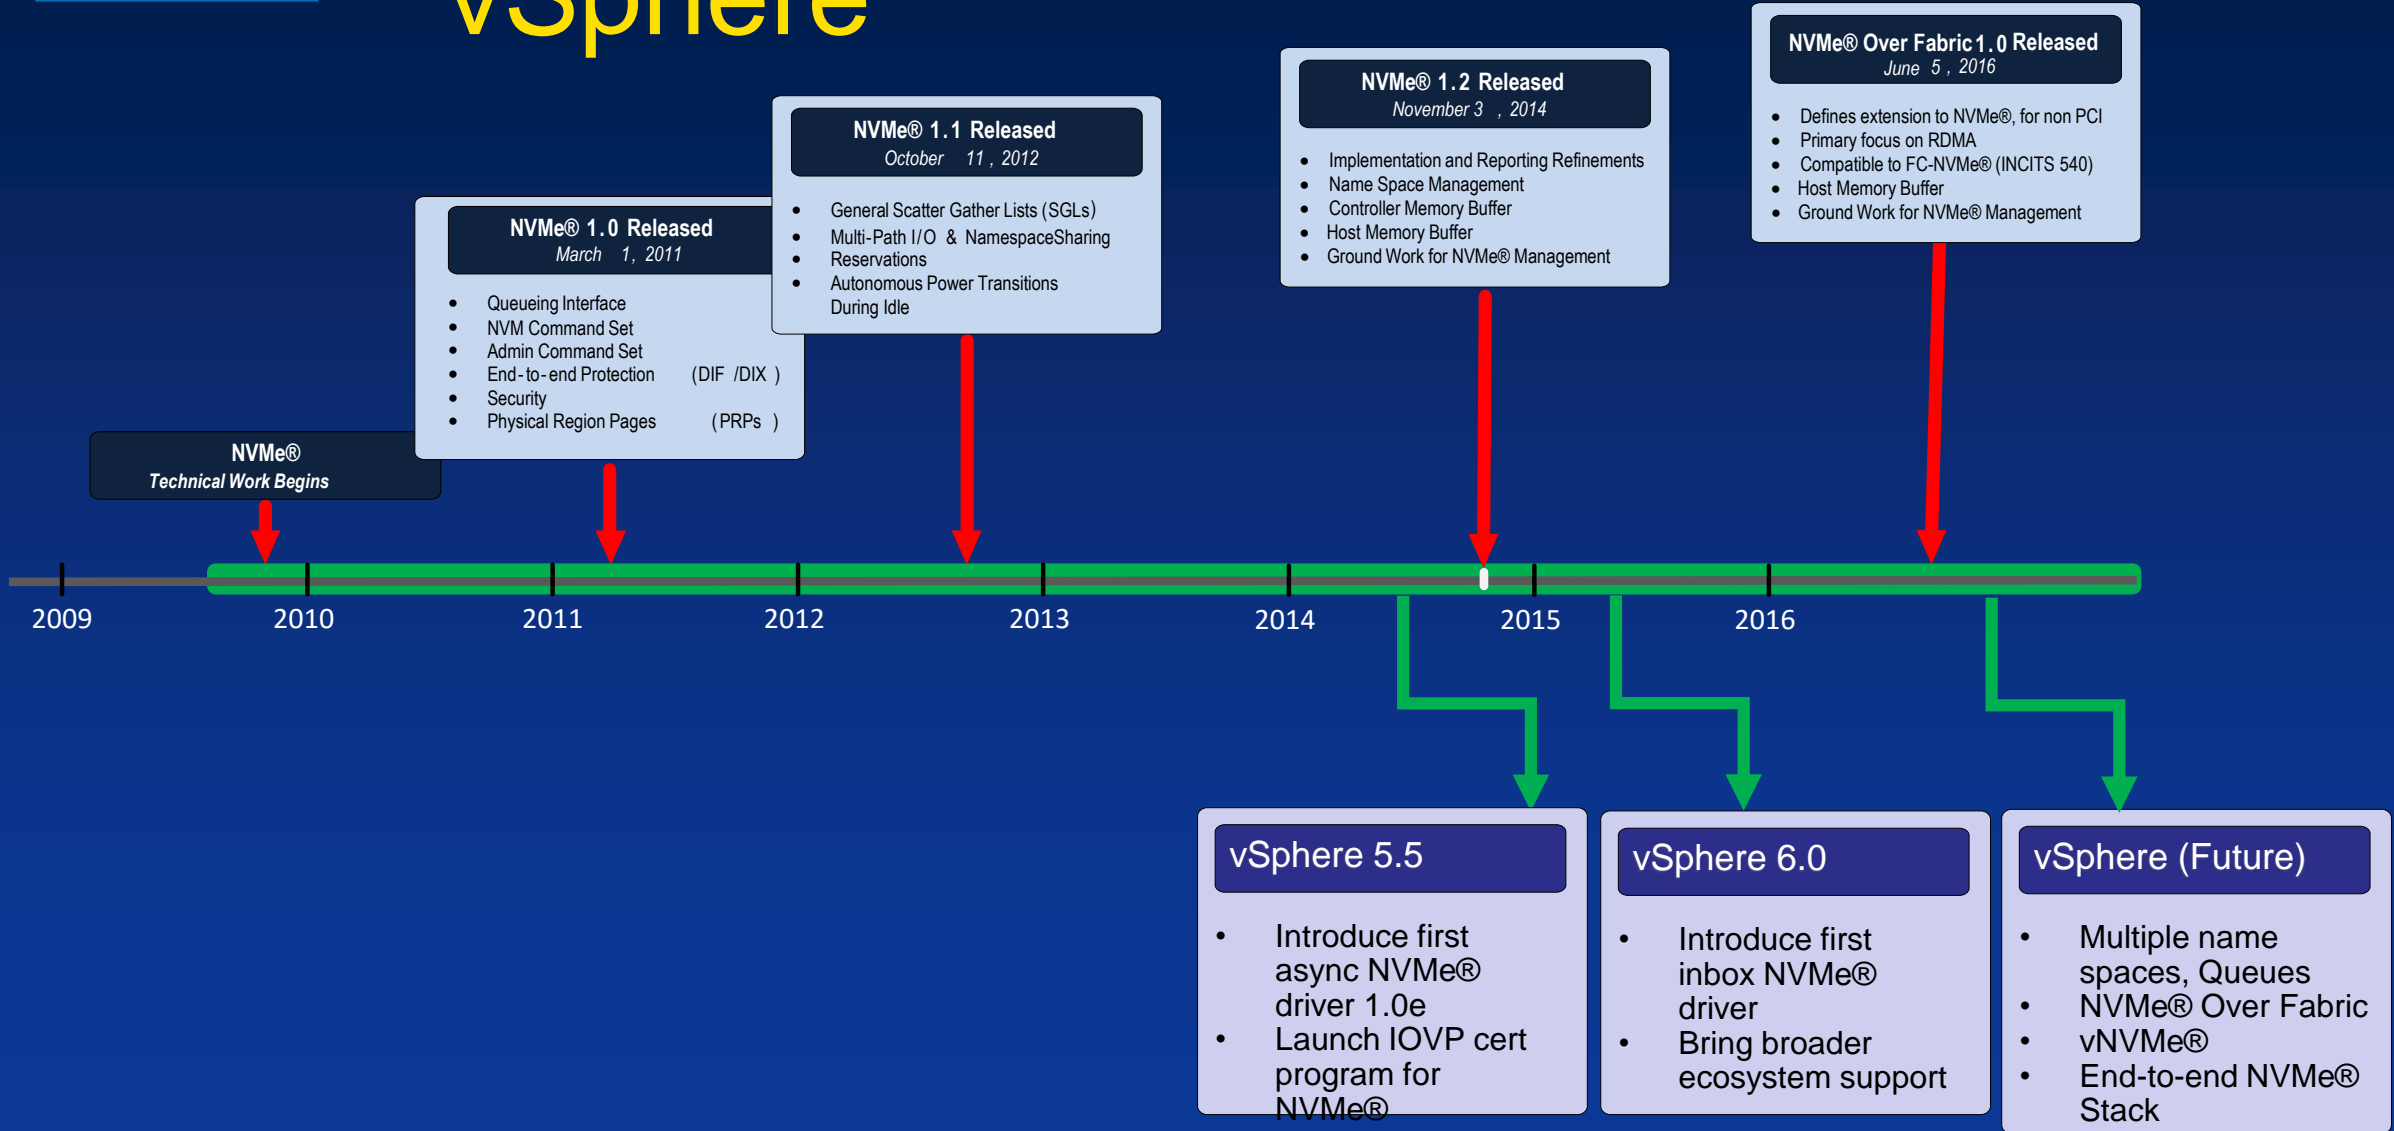 vSphere
NVMe® Over Fabric 1.0 Released
June 5, 2016
• Defines extension to NVMe®, for non PCI
• Primary focus on RDMA
• Compatible to FC-NVMe® (INCITS 540)
• Host Memory Buffer
• Ground Work for NVMe® Management
NVMe® 1.2 Released
November 3, 2014
• Implementation and Reporting Refinements
• Name Space Management
• Controller Memory Buffer
• Host Memory Buffer
• Ground Work for NVMe® Management
NVMe® 1.1 Released
October 11, 2012
• General Scatter Gather Lists (SGLs)
• Multi-Path I/O & NamespaceSharing
• Reservations
• Autonomous Power Transitions
During Idle
NVMe® 1.0 Released
March 1, 2011
• Queueing Interface
• NVM Command Set
• Admin Command Set
• End-to-end Protection (DIF/DIX)
• Security
• Physical Region Pages (PRPs)
NVMe®
Technical Work Begins
2009 2010 2011 2012 2013 2014 2015 2016
vSphere 5.5
• Introduce first
async NVMe®
driver 1.0e
• Launch IOVP cert
program for
NVMe®
vSphere 6.0
• Introduce first
inbox NVMe®
driver
• Bring broader
ecosystem support
vSphere (Future)
• Multiple name
spaces, Queues
• NVMe® Over Fabric
• vNVMe®
• End-to-end NVMe®
Stack